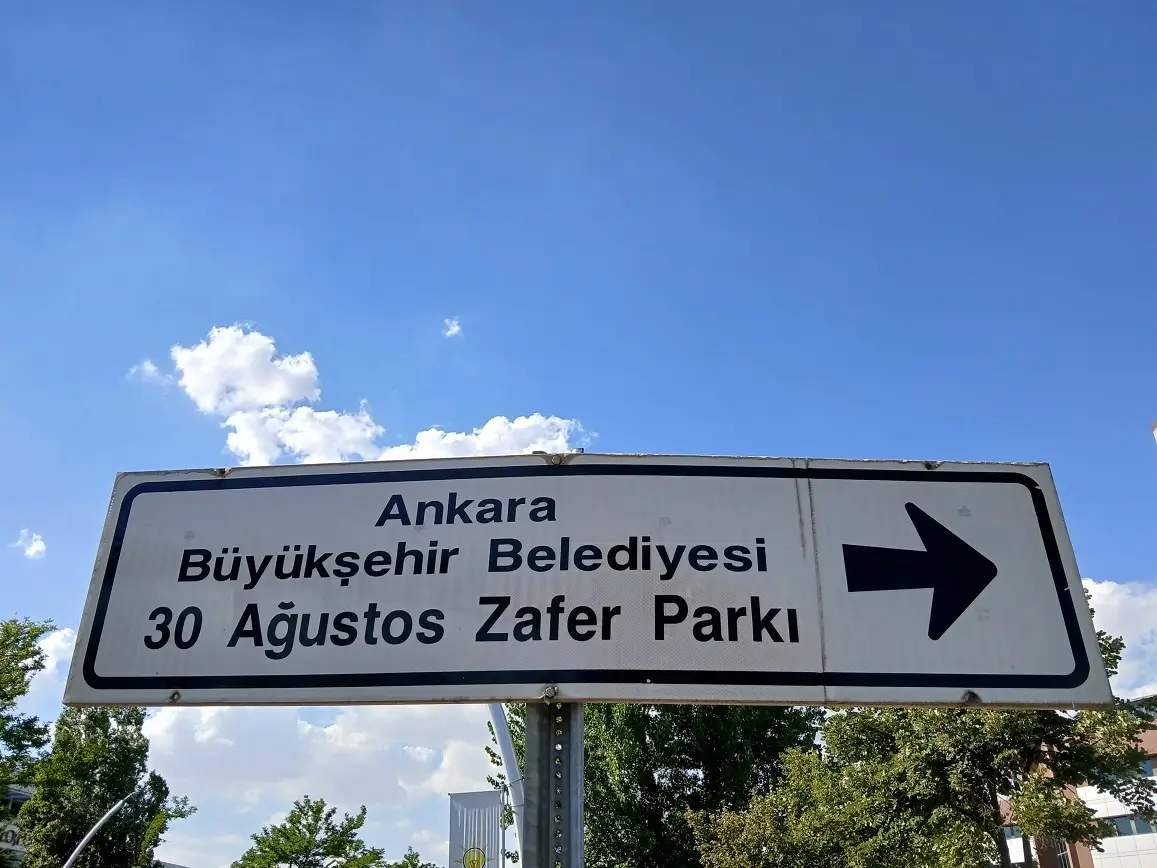 Ankara
Büyükşehir Belediyesi
30 Ağustos Zafer Parkı